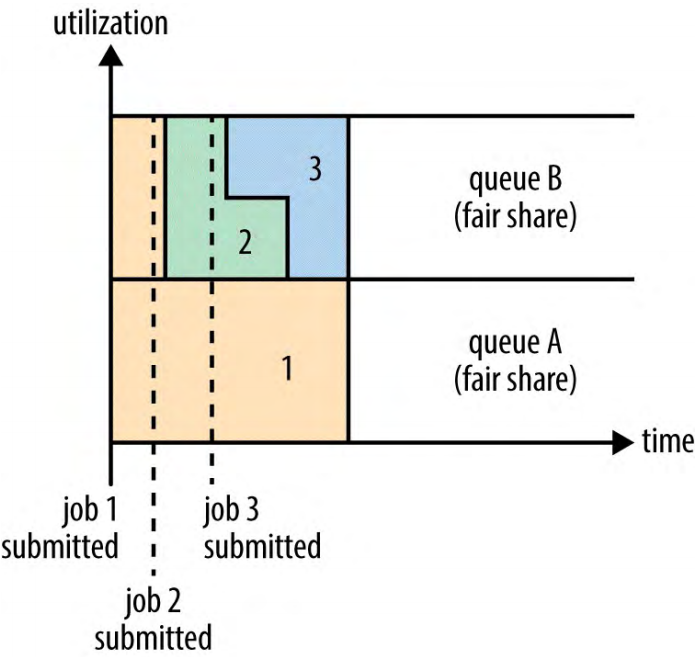 utilization
3
queue B
(fair share)
2
queue A
(fair share)
1
time
job 1
submitted
job 3
submitted
job 2
submitted